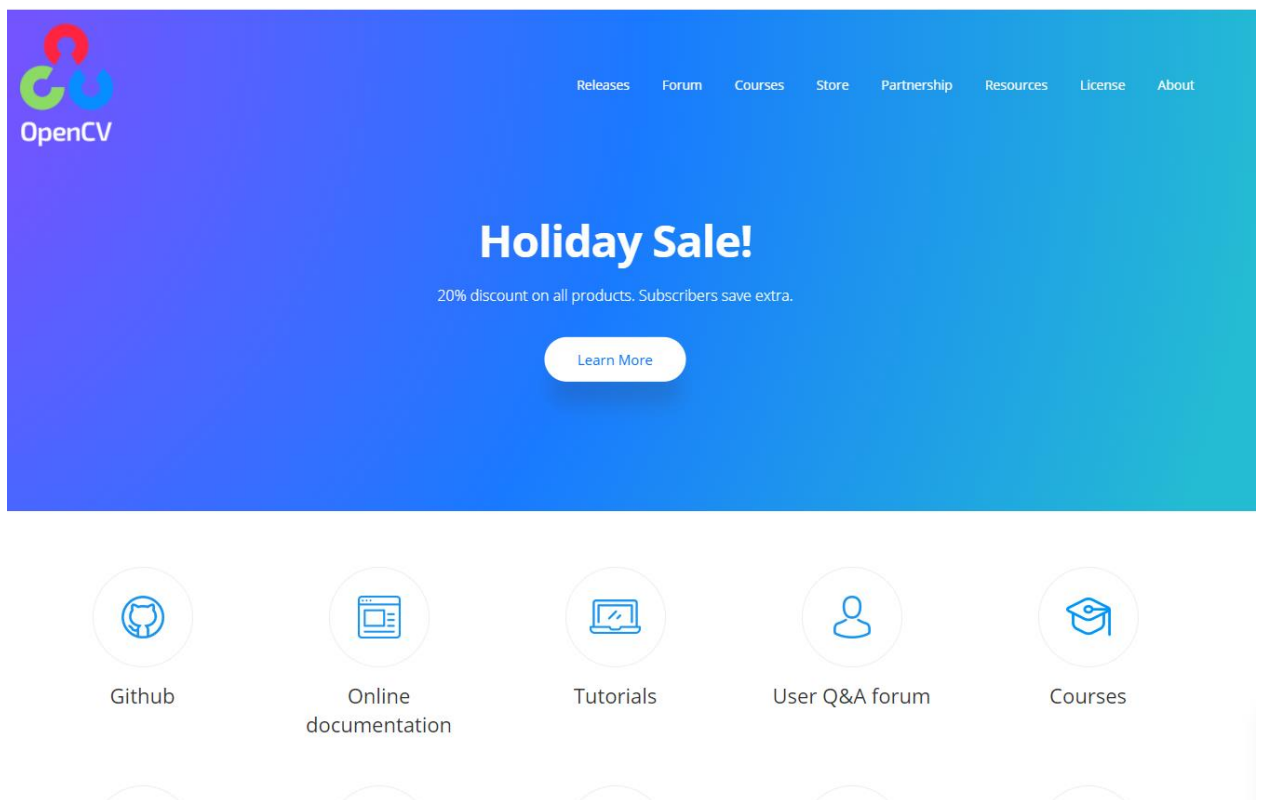 OpenCV
Releases Forum Courses Store Partnership Resources License About
Holiday Sale!
20% discount on all products. Subscribers save extra.
Learn More
Github
Online
documentation
Tutorials
User Q&A forum
Courses